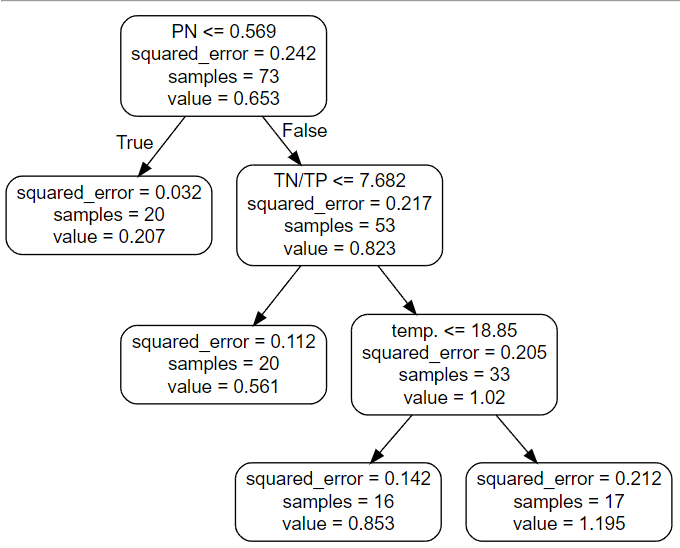 PN <= 0.569
squared_error = 0.242
samples = 73
value = 0.653
True
False
squared_error = 0.032
samples = 20
value = 0.207
TN/TP <= 7.682
squared_error = 0.217
samples = 53
value = 0.823
squared_error = 0.112
samples = 20
value = 0.561
temp. <= 18.85
squared_error = 0.205
samples = 33
value = 1.02
squared_error = 0.142
samples = 16
value = 0.853
squared_error = 0.212
samples = 17
value = 1.195